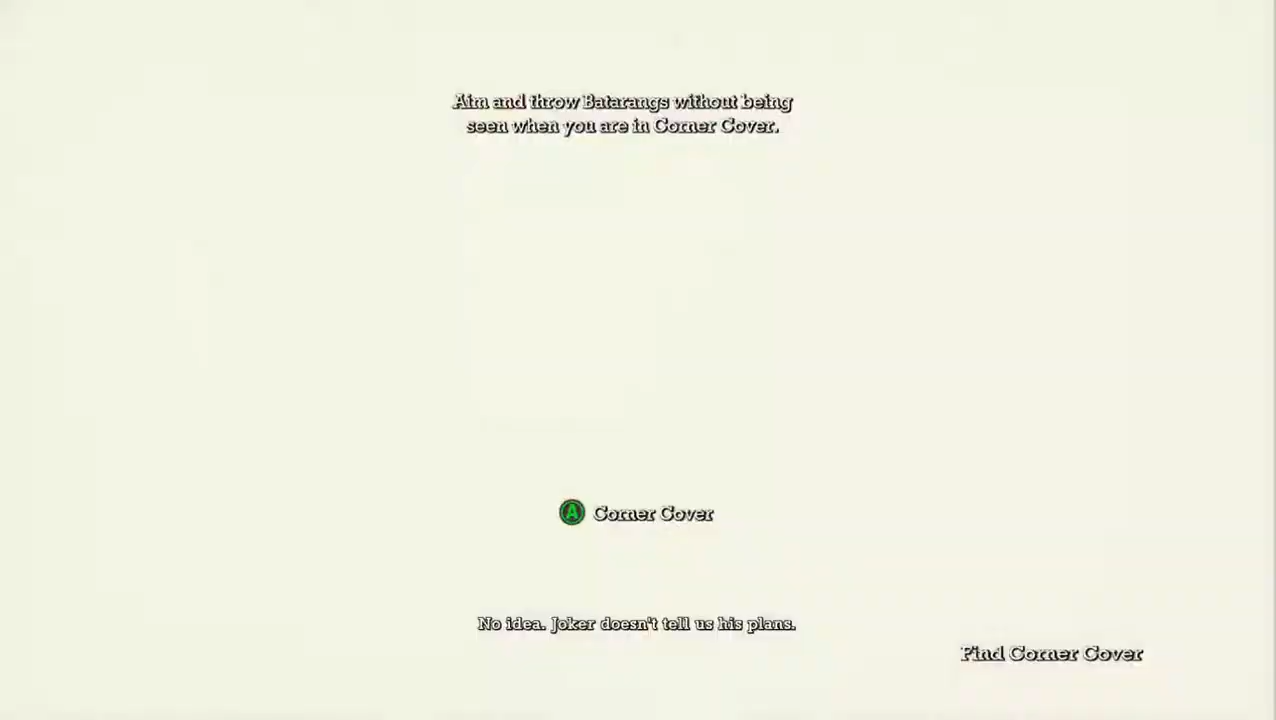 Aim and throw Batarangs without being
seen when you are in Corner Cover.
A Corner Cover
No idea. Joker doesn't tell us his plans.
Find Corner Cover